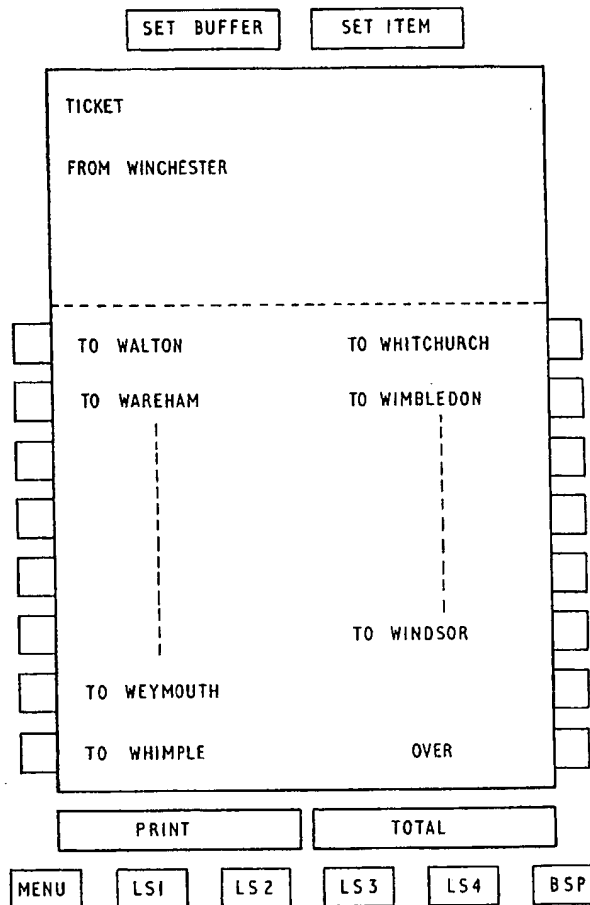 SET BUFFER SET ITEM
TICKET
FROM WINCHESTER
TO WALTON TO WHITCHURCH
TO WAREHAM TO WIMBLEDON
TO WINDSOR
TO WEYMOUTH
TO WHIMPLE OVER
PRINT TOTAL
MENU LS1 LS2 LS3 LS4 BSP